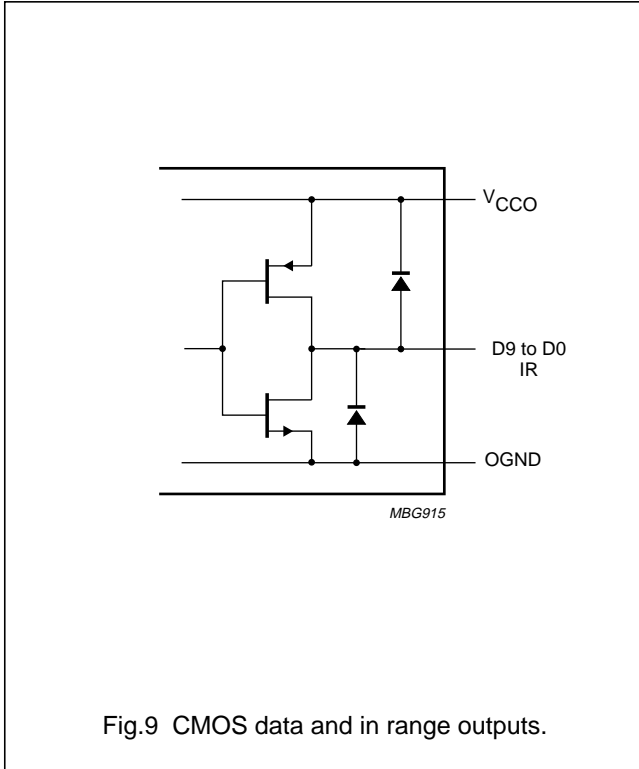 VCCO
D9 to D0
IR
OGND
MBG915
Fig.9 CMOS data and in range outputs.